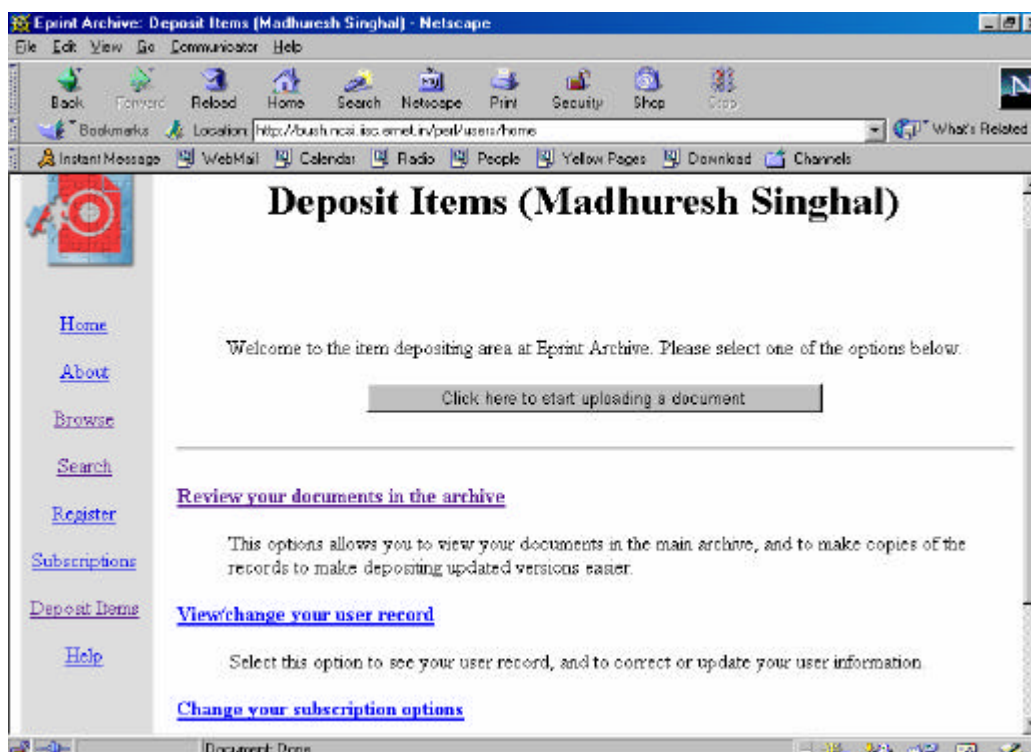 Eprint Archive: Deposit Items (Madhuresh Singhal) - Netscape
File Edit View Go Communicator Help
Back Forward Reload Home Search Netscape Print Security Shop Stop
N
Bookmarks Location: http://bush.ncsi.iisc.ernet.in/perl/users/home What's Related
Instant Message WebMail Calendar Radio People Yellow Pages Download Channels
Deposit Items (Madhuresh Singhal)
Home
About
Browse
Search
Register
Subscriptions
Deposit Items
Help
Welcome to the item depositing area at Eprint Archive. Please select one of the options below.
Click here to start uploading a document
Review your documents in the archive
This options allows you to view your documents in the main archive, and to make copies of the
records to make depositing updated versions easier.
View/change your user record
Select this option to see your user record, and to correct or update your user information.
Change your subscription options
Document: Done